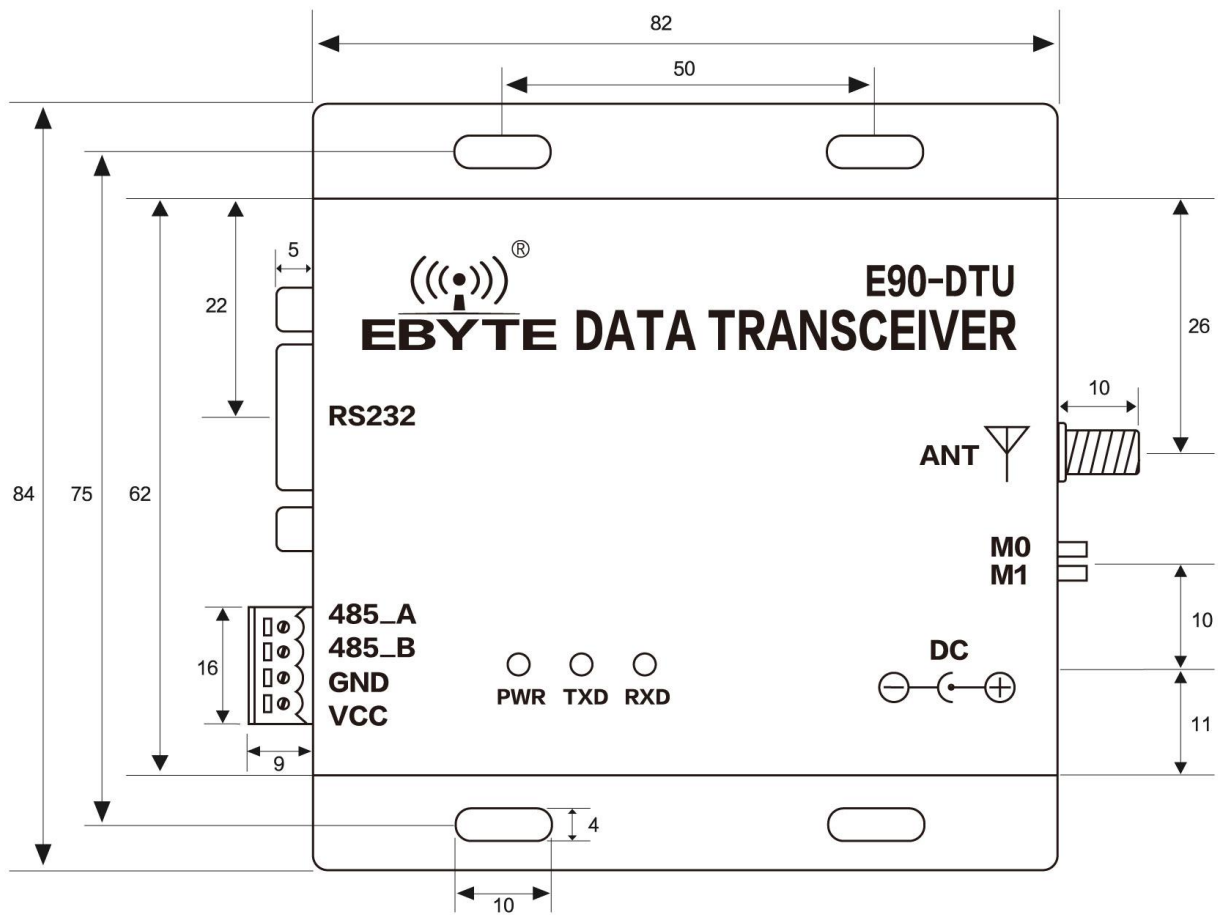 82
50
®
5
E90-DTU
22
EBYTE DATA TRANSCEIVER
26
10
RS232
ANT
84
75
62
M0
M1
485_A
10
485_B
DC
16
GND
PWR TXD RXD
VCC
11
9
4
10